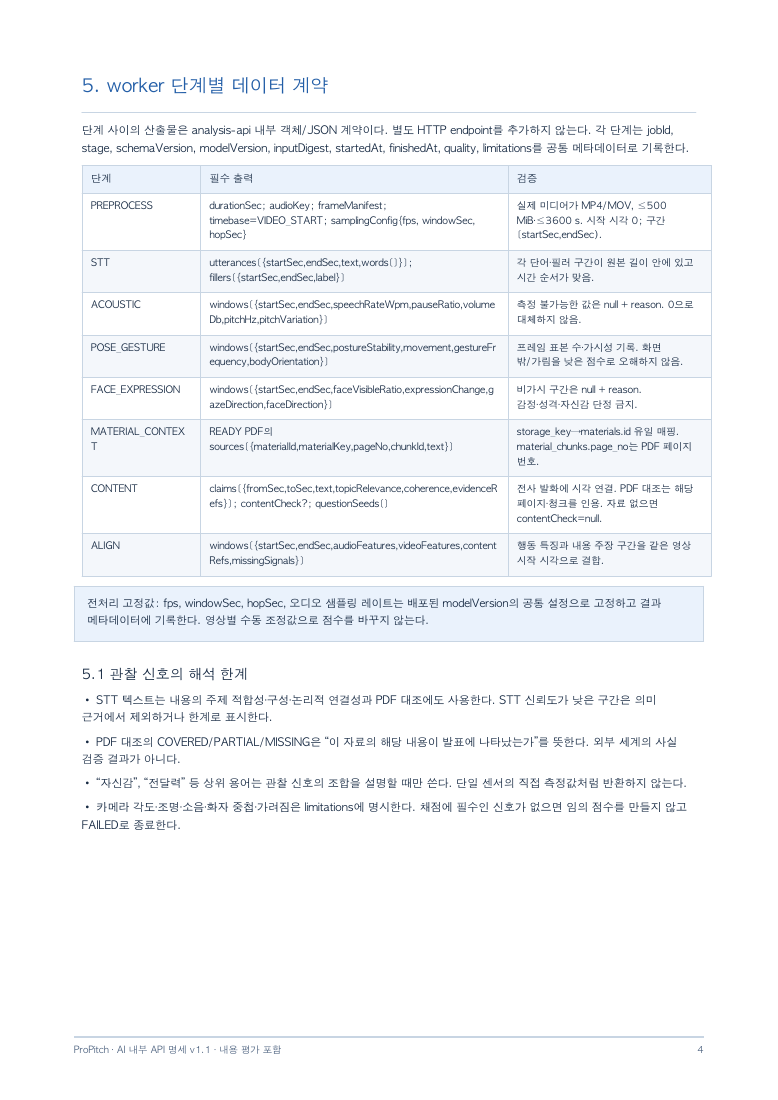 5. worker 단계별 데이터 계약
단계 사이의 산출물은 analysis-api 내부 객체/JSON 계약이다. 별도 HTTP endpoint를 추가하지 않는다. 각 단계는 jobId,
stage, schemaVersion, modelVersion, inputDigest, startedAt, finishedAt, quality, limitations를 공통 메타데이터로 기록한다.
단계 필수 출력 검증
PREPROCESS
durationSec; audioKey; frameManifest;
timebase=VIDEO_START; samplingConfig{fps, windowSec,
hopSec}
실제 미디어가 MP4/MOV, ≤500
MiB·≤3600 s. 시작 시각 0; 구간
[startSec,endSec).
STT
utterances[{startSec,endSec,text,words[]}];
fillers[{startSec,endSec,label}]
각 단어·필러 구간이 원본 길이 안에 있고
시간 순서가 맞음.
ACOUSTIC
windows[{startSec,endSec,speechRateWpm,pauseRatio,volume
Db,pitchHz,pitchVariation}]
측정 불가능한 값은 null + reason. 0으로
대체하지 않음.
POSE_GESTURE
windows[{startSec,endSec,postureStability,movement,gestureFr
equency,bodyOrientation}]
프레임 표본 수·가시성 기록. 화면
밖/가림을 낮은 점수로 오해하지 않음.
FACE_EXPRESSION
windows[{startSec,endSec,faceVisibleRatio,expressionChange,g
azeDirection,faceDirection}]
비가시 구간은 null + reason.
감정·성격·자신감 단정 금지.
MATERIAL_CONTEX
T
READY PDF의
sources[{materialId,materialKey,pageNo,chunkId,text}]
storage_key→materials.id 유일 매핑.
material_chunks.page_no는 PDF 페이지
번호.
CONTENT
claims[{fromSec,toSec,text,topicRelevance,coherence,evidenceR
efs}]; contentCheck?; questionSeeds[]
전사 발화에 시각 연결. PDF 대조는 해당
페이지·청크를 인용. 자료 없으면
contentCheck=null.
ALIGN
windows[{startSec,endSec,audioFeatures,videoFeatures,content
Refs,missingSignals}]
행동 특징과 내용 주장 구간을 같은 영상
시작 시각으로 결합.
전처리 고정값: fps, windowSec, hopSec, 오디오 샘플링 레이트는 배포된 modelVersion의 공통 설정으로 고정하고 결과
메타데이터에 기록한다. 영상별 수동 조정값으로 점수를 바꾸지 않는다.
5.1 관찰 신호의 해석 한계
• STT 텍스트는 내용의 주제 적합성·구성·논리적 연결성과 PDF 대조에도 사용한다. STT 신뢰도가 낮은 구간은 의미
근거에서 제외하거나 한계로 표시한다.
• PDF 대조의 COVERED/PARTIAL/MISSING은 “이 자료의 해당 내용이 발표에 나타났는가”를 뜻한다. 외부 세계의 사실
검증 결과가 아니다.
• “자신감”, “전달력” 등 상위 용어는 관찰 신호의 조합을 설명할 때만 쓴다. 단일 센서의 직접 측정값처럼 반환하지 않는다.
• 카메라 각도·조명·소음·화자 중첩·가려짐은 limitations에 명시한다. 채점에 필수인 신호가 없으면 임의 점수를 만들지 않고
FAILED로 종료한다.
ProPitch · AI 내부 API 명세 v1.1 · 내용 평가 포함 4